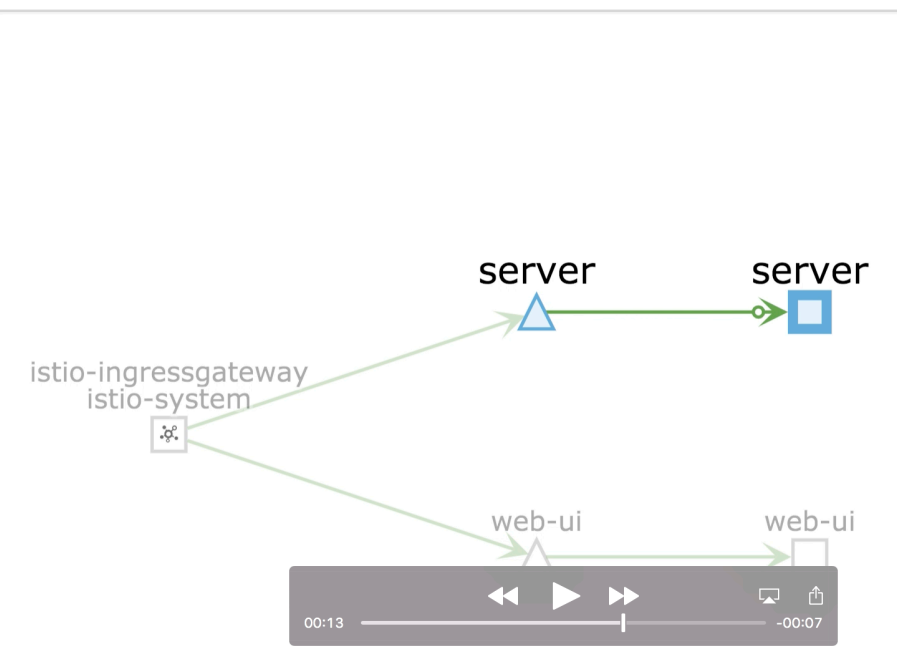 server
server
istio-ingressgateway
istio-system
web-ui
web-ui
00:13
-00:07